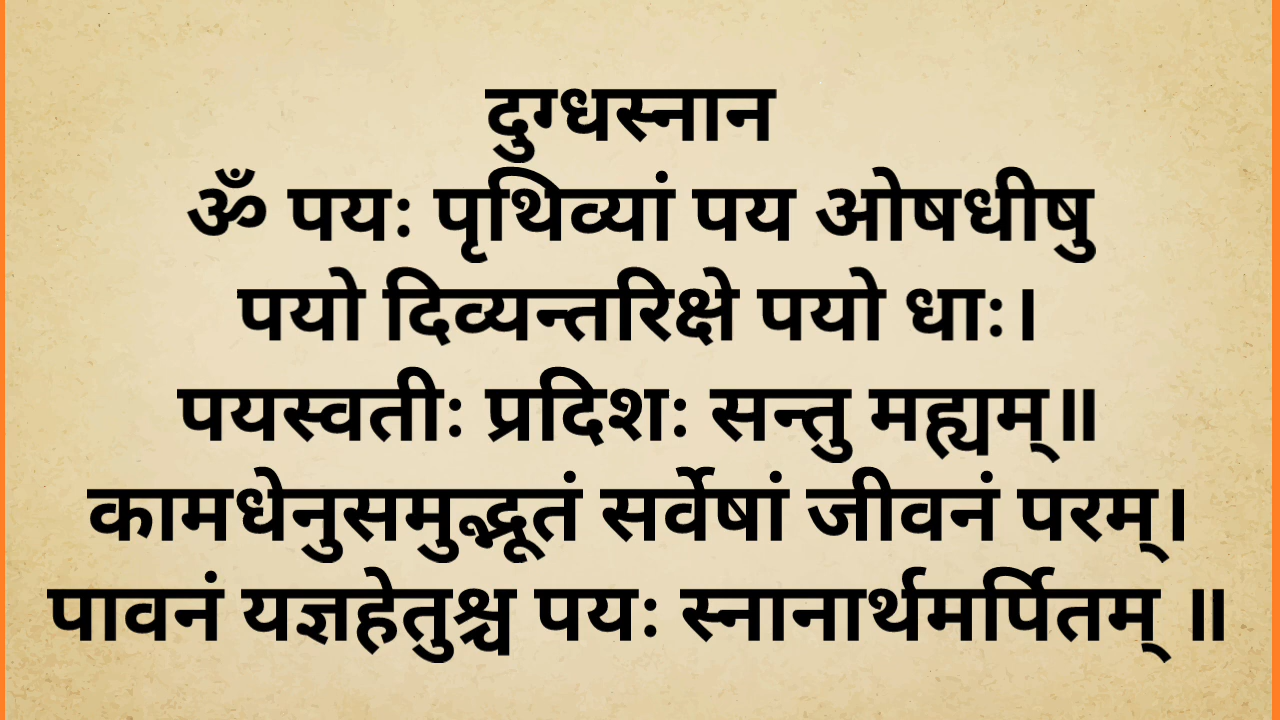 दुग्धस्नान
ॐ पयः पृथिव्यां पय ओषधीषु
पयो दिव्यन्तरिक्षे पयो धाः।
पयस्वतीः प्रदिशः सन्तु मह्यम्॥
कामधेनुसमुद्भूतं सर्वेषां जीवनं परम्।
पावनं यज्ञहेतुश्च पयः स्नानार्थमर्पितम् ॥